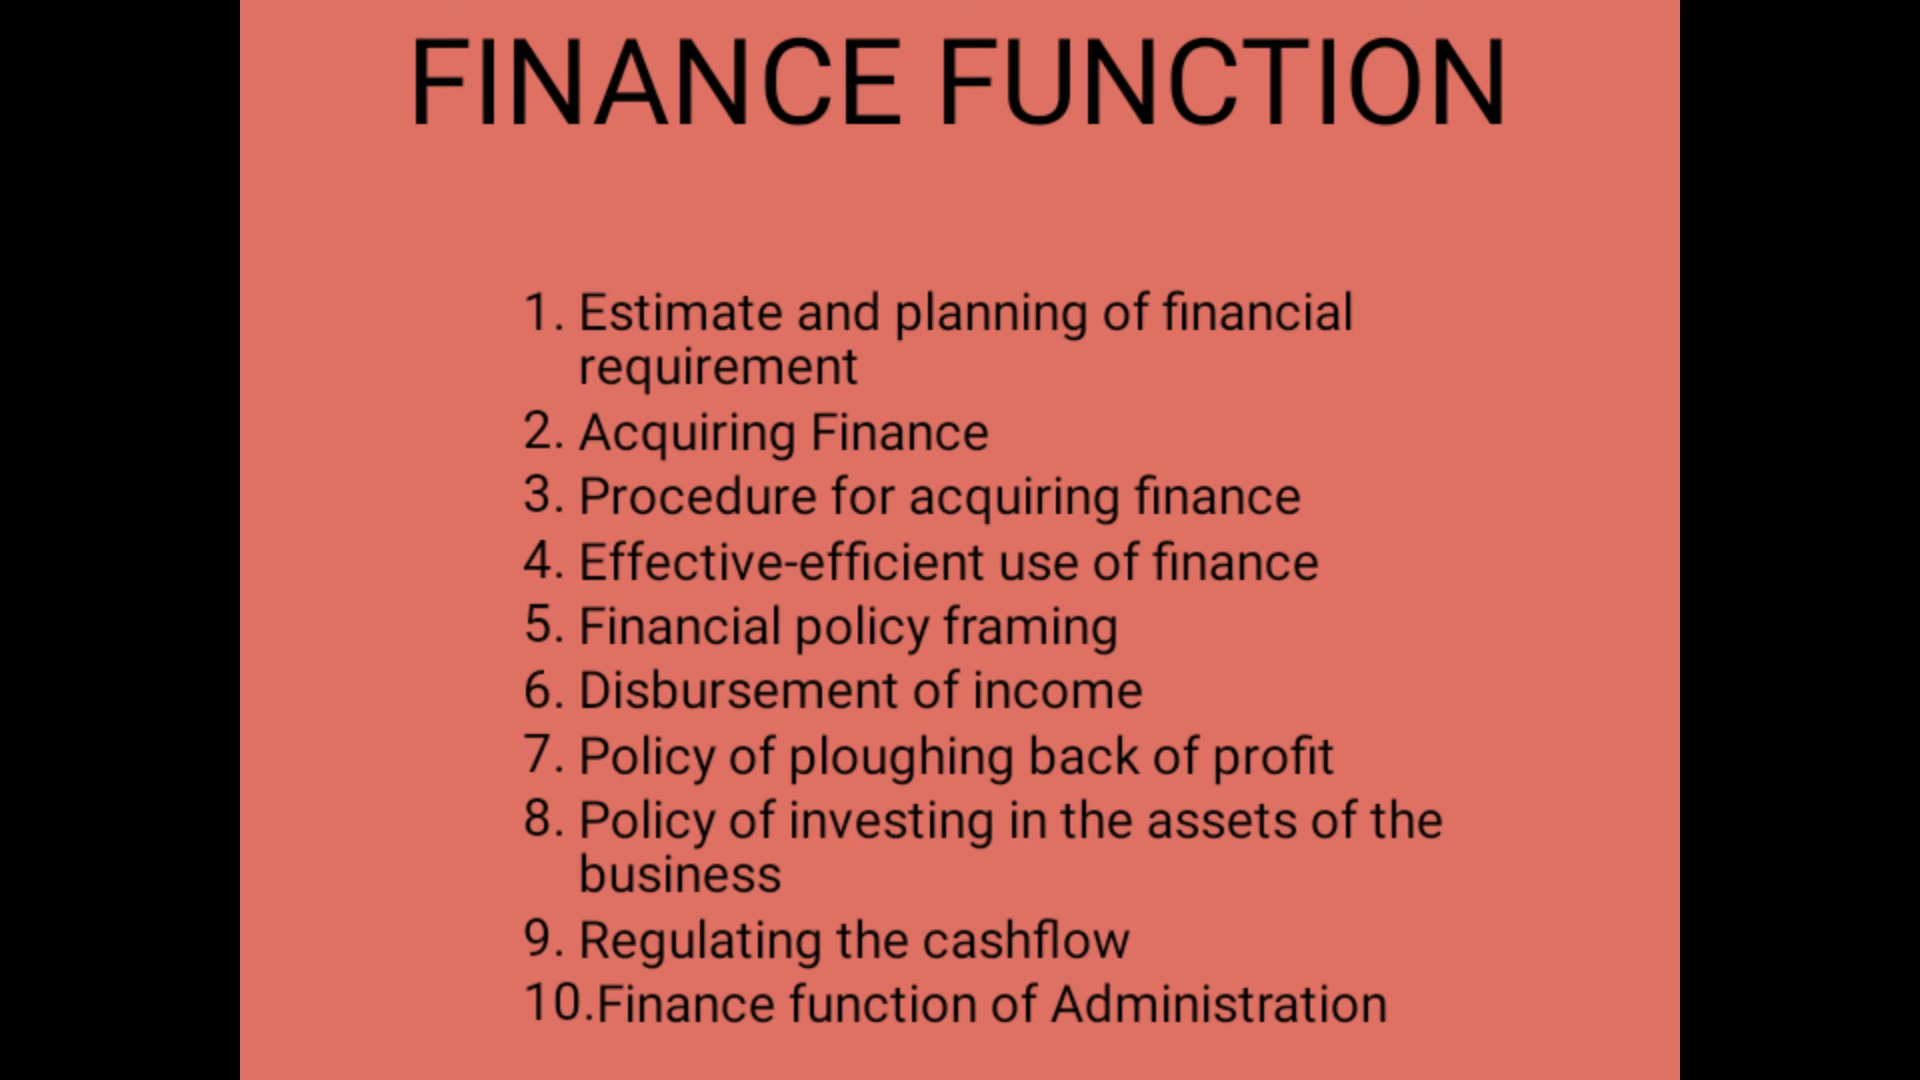 FINANCE FUNCTION
1. Estimate and planning of financial
requirement
2. Acquiring Finance
3. Procedure for acquiring finance
4. Effective-efficient use of finance
5. Financial policy framing
6. Disbursement of income
7. Policy of ploughing back of profit
8. Policy of investing in the assets of the
business
9. Regulating the cashflow
10.Finance function of Administration